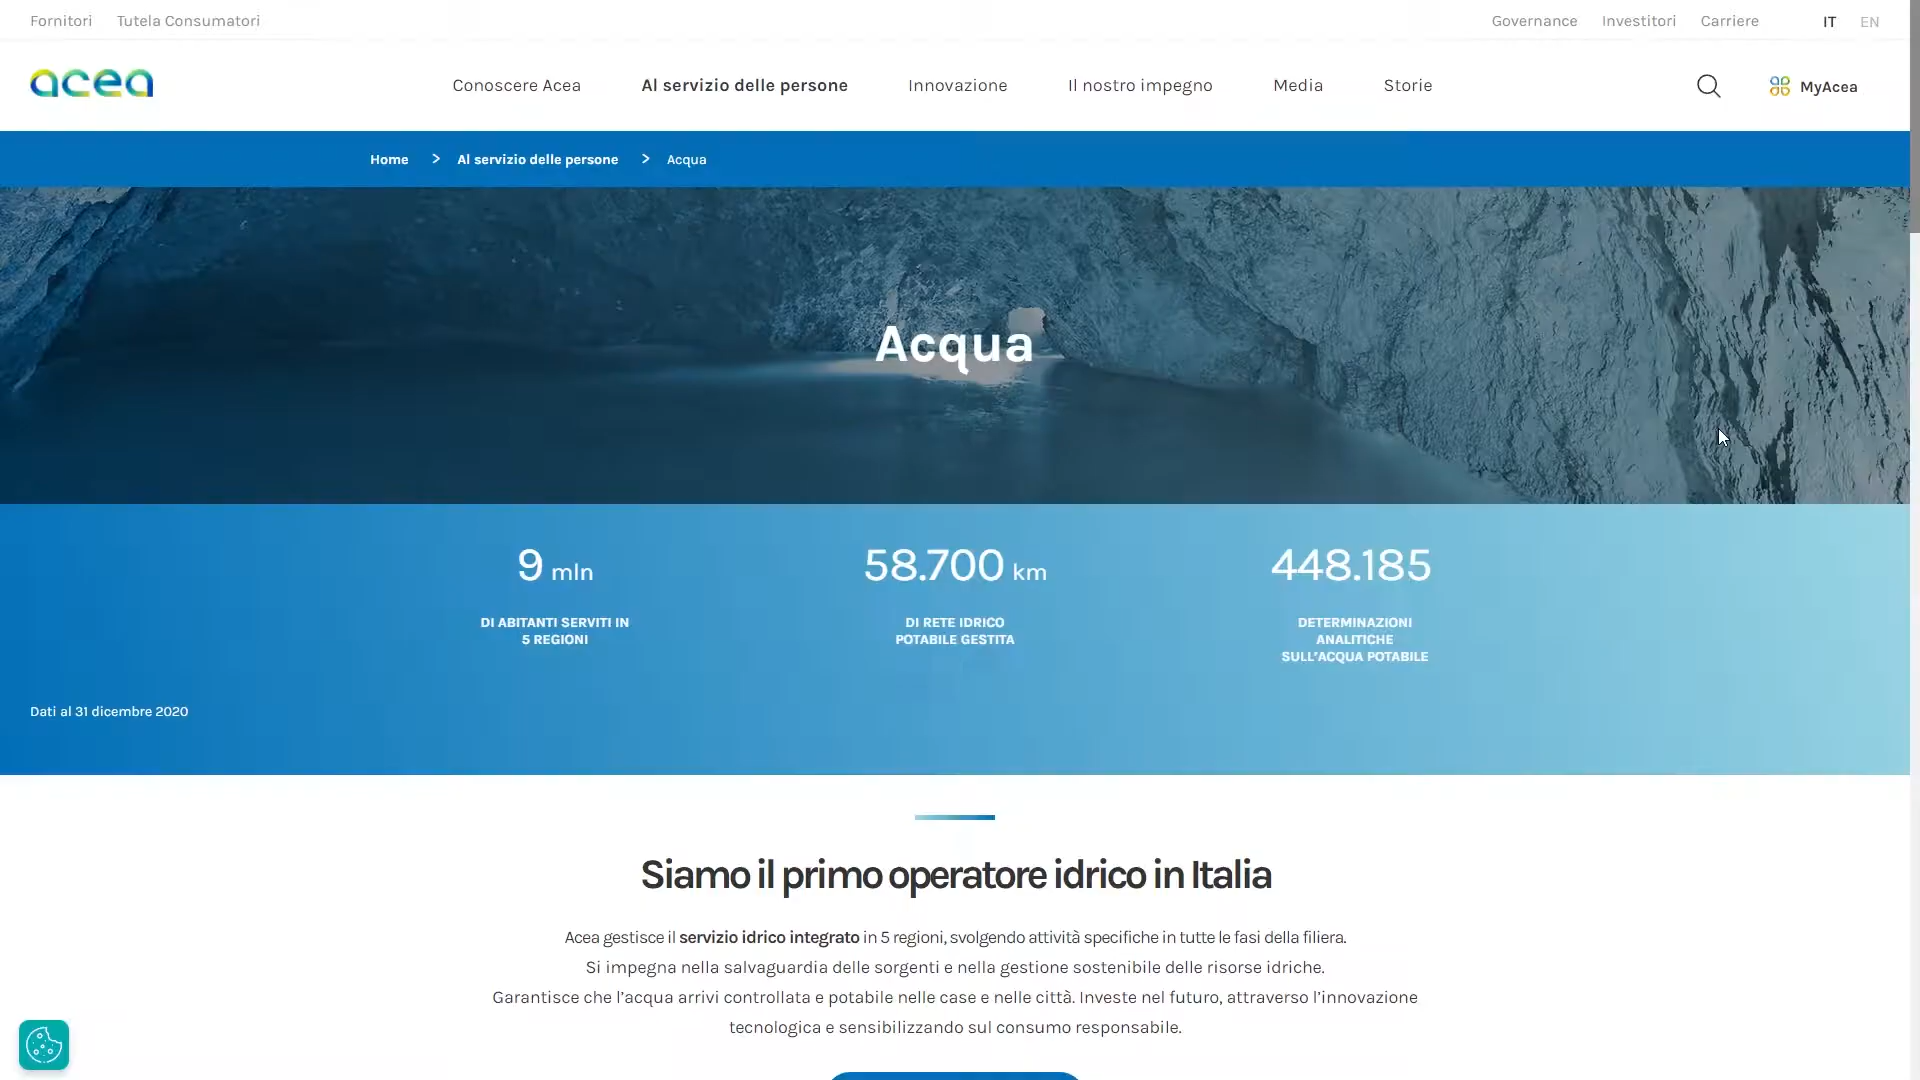 Fornitori Tutela Consumatori Governance Investitori Carriere IT EN
acea Conoscere Acea Al servizio delle persone Innovazione Il nostro impegno Media Storie MyAcea
Home > Al servizio delle persone > Acqua
Acqua
9 mln
DI ABITANTI SERVITI IN
5 REGIONI
58.700 km
DI RETE IDRICO
POTABILE GESTITA
448.185
DETERMINAZIONI
ANALITICHE
SULL'ACQUA POTABILE
Dati al 31 dicembre 2020
Siamo il primo operatore idrico in Italia
Acea gestisce il servizio idrico integrato in 5 regioni, svolgendo attività specifiche in tutte le fasi della filiera.
Si impegna nella salvaguardia delle sorgenti e nella gestione sostenibile delle risorse idriche.
Garantisce che l'acqua arrivi controllata e potabile nelle case e nelle città. Investe nel futuro, attraverso l'innovazione
tecnologica e sensibilizzando sul consumo responsabile.